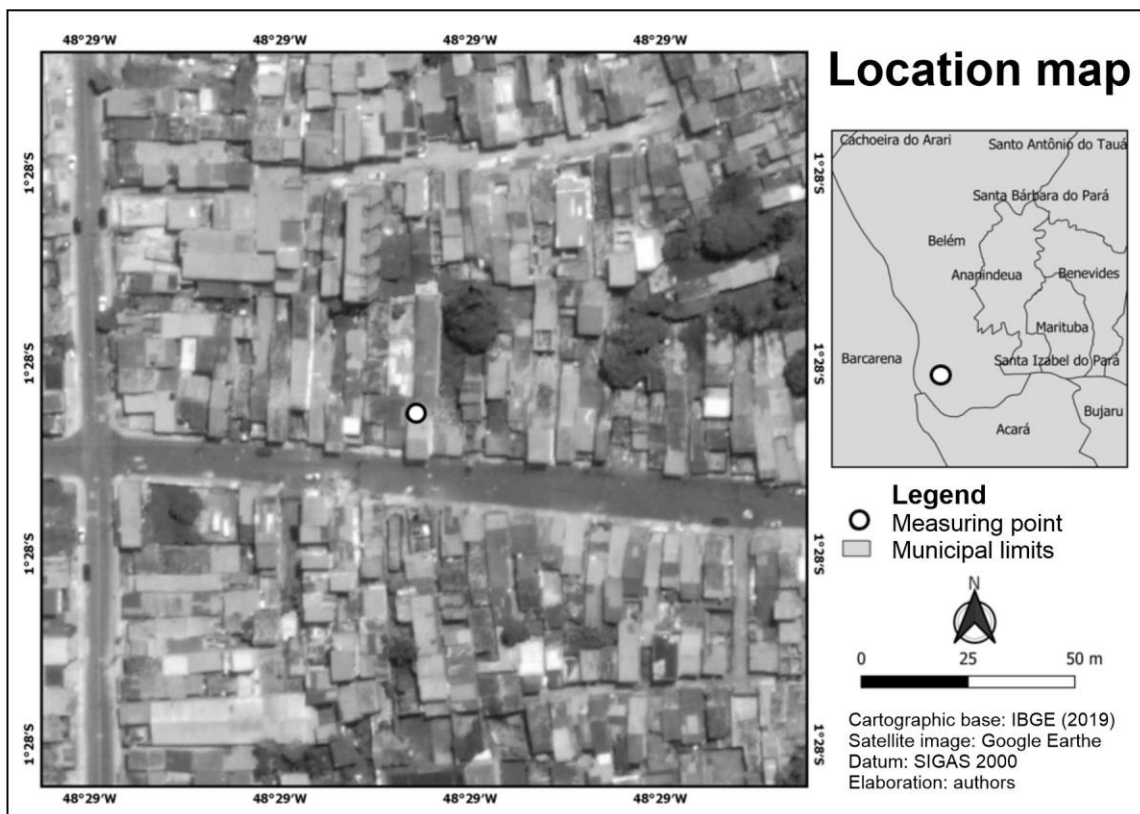 48°29'W 48°29'W 48°29'W 48°29'W
1°28'S 1°28'S
1°28'S 1°28'S
1°28'S 1°28'S
1°28'S 1°28'S
48°29'W 48°29'W 48°29'W 48°29'W
Location map
Cachoeira do Arari
Santo Antônio do Tauá
Santa Bárbara do Pará
Belém
Ananindeua
Benevides
Marituba
Barcarena
Santa Izabel do Pará
Bujaru
Acará
Legend
Measuring point
Municipal limits
N
0 25 50 m
Cartographic base: IBGE (2019)
Satellite image: Google Earthe
Datum: SIGAS 2000
Elaboration: authors